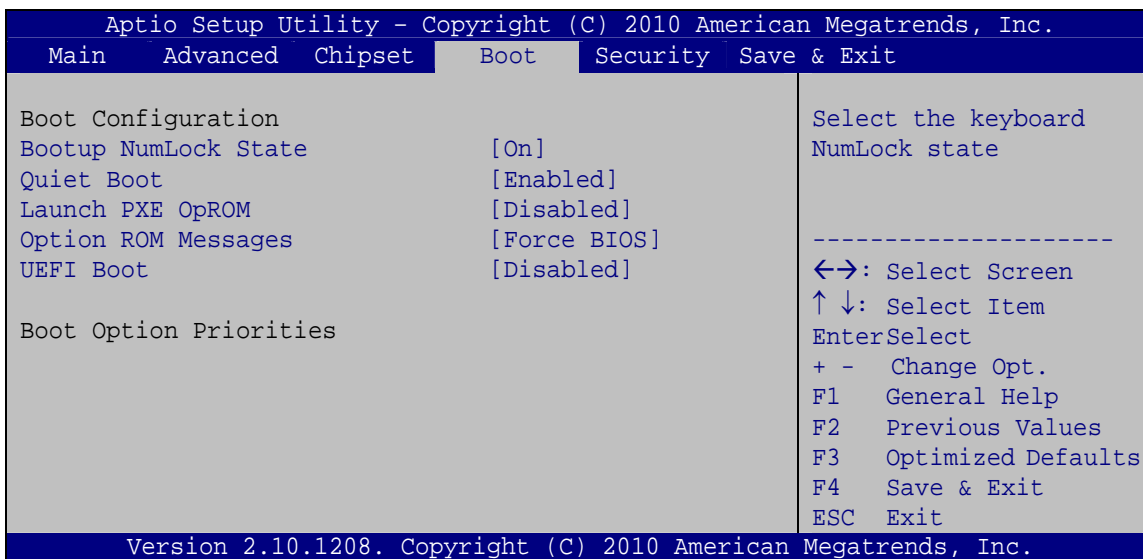 Aptio Setup Utility – Copyright (C) 2010 American Megatrends, Inc.
Main Advanced Chipset Boot Security Save & Exit
Boot Configuration
Bootup NumLock State [On]
Quiet Boot [Enabled]
Launch PXE OpROM [Disabled]
Option ROM Messages [Force BIOS]
UEFI Boot [Disabled]
Boot Option Priorities
Select the keyboard
NumLock state
---------------------
←→: Select Screen
↑ ↓: Select Item
EnterSelect
+ - Change Opt.
F1 General Help
F2 Previous Values
F3 Optimized Defaults
F4 Save & Exit
ESC Exit
Version 2.10.1208. Copyright (C) 2010 American Megatrends, Inc.